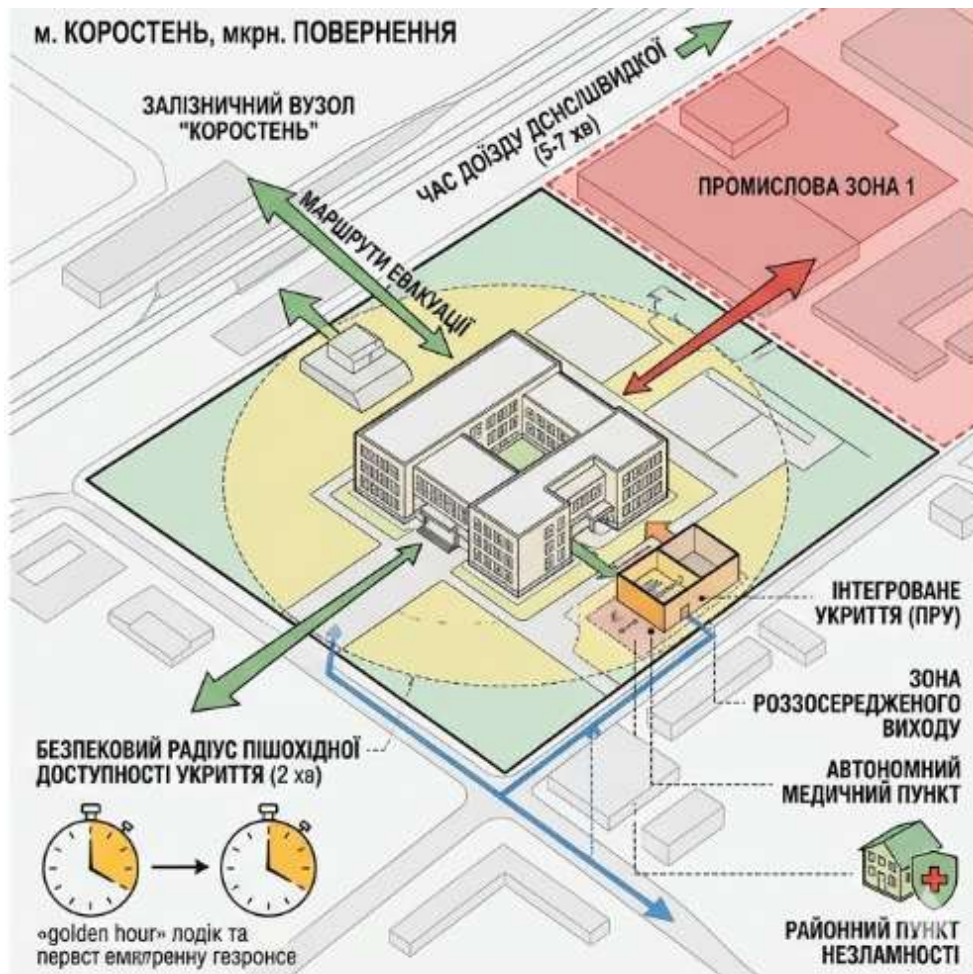 м. КОРОСТЕНЬ, мкрн. ПОВЕРНЕННЯ
ЗАЛІЗНИЧНИЙ ВУЗОЛ
"КОРОСТЕНЬ"
ЧАС ДОЇЗДУ ДСНС/ШВИДКОЇ
(5-7 хв)
МАРШРУТИ ЕВАКУАЦІЇ
ПРОМИСЛОВА ЗОНА 1
ІНТЕГРОВАНЕ
УКРИТТЯ (ПРУ)
ЗОНА
РОЗЗОСЕРЕДЖЕНОГО
ВИХОДУ
АВТОНОМНИЙ
МЕДИЧНИЙ ПУНКТ
РАЙОННИЙ ПУНКТ
НЕЗЛАМНОСТІ
БЕЗПЕКОВИЙ РАДІУС ПІШОХІДНОЇ
ДОСТУПНОСТІ УКРИТТЯ (2 хв)
«golden hour» лодік та